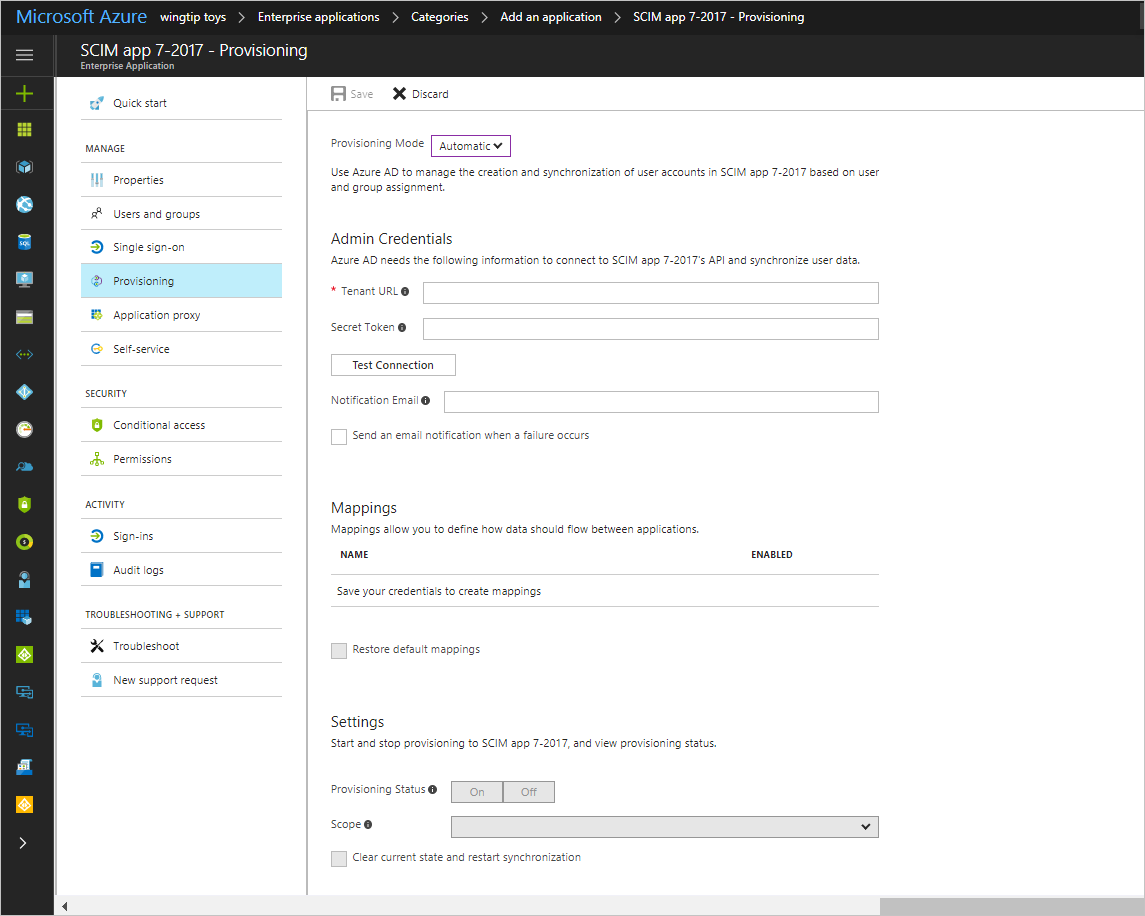 Microsoft Azure wingtip toys > Enterprise applications > Categories > Add an application > SCIM app 7-2017 - Provisioning
SCIM app 7-2017 - Provisioning
Enterprise Application
Quick start
MANAGE
Properties
Users and groups
Single sign-on
Provisioning
Application proxy
Self-service
SECURITY
Conditional access
Permissions
ACTIVITY
Sign-ins
Audit logs
TROUBLESHOOTING + SUPPORT
Troubleshoot
New support request
Save Discard
Provisioning Mode Automatic
Use Azure AD to manage the creation and synchronization of user accounts in SCIM app 7-2017 based on user
and group assignment.
Admin Credentials
Azure AD needs the following information to connect to SCIM app 7-2017's API and synchronize user data.
* Tenant URL
Secret Token
Test Connection
Notification Email
Send an email notification when a failure occurs
Mappings
Mappings allow you to define how data should flow between applications.
NAME ENABLED
Save your credentials to create mappings
Restore default mappings
Settings
Start and stop provisioning to SCIM app 7-2017, and view provisioning status.
Provisioning Status On Off
Scope
Clear current state and restart synchronization